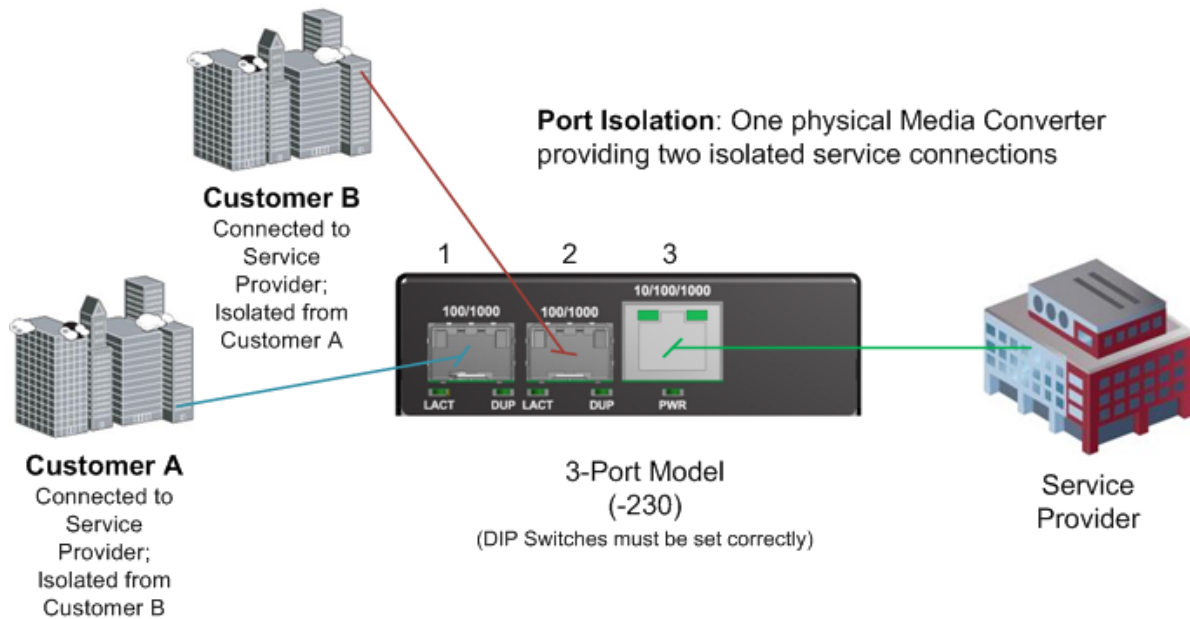 Port Isolation: One physical Media Converter
providing two isolated service connections
Customer B
Connected to
Service
Provider;
Isolated from
Customer A
Customer A
Connected to
Service
Provider;
Isolated from
Customer B
1 2 3
100/1000 100/1000 10/100/1000
LACT DUP LACT DUP PWR
3-Port Model
(-230)
(DIP Switches must be set correctly)
Service
Provider